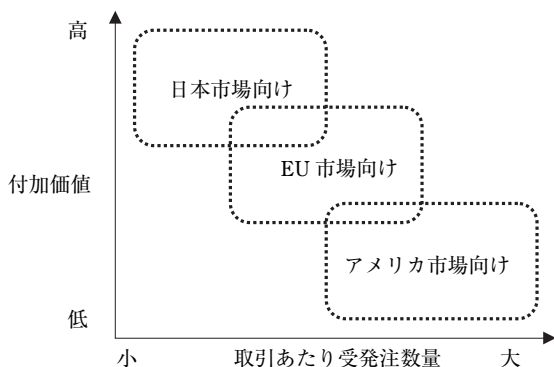 高
日本市場向け
EU 市場向け
付加価値
アメリカ市場向け
低
小 取引あたり受発注数量 大